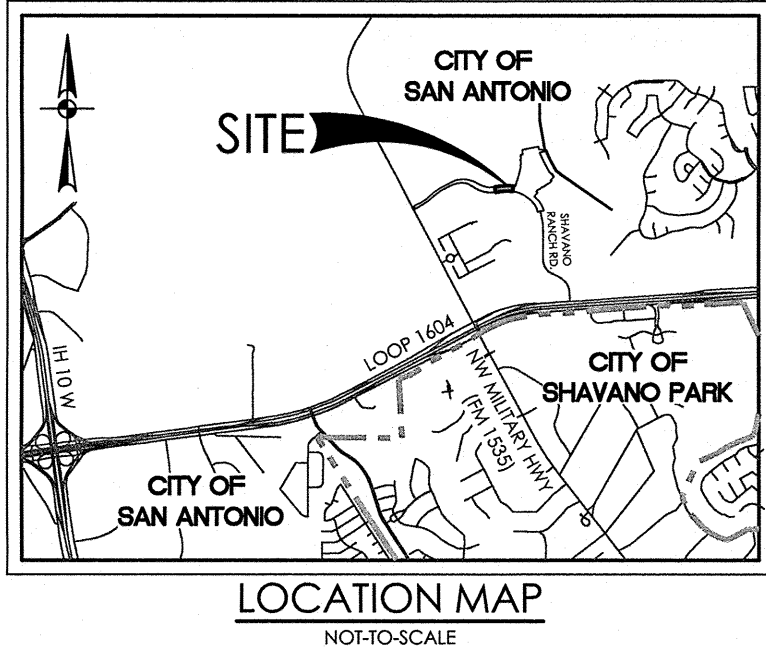 CITY OF
SAN ANTONIO
SITE
SHAVANO
RANCH RD.
LOOP 1604
IH 10 W
NW MILITARY HWY
(FM 1535)
CITY OF
SHAVANO PARK
CITY OF
SAN ANTONIO
LOCATION MAP
NOT-TO-SCALE